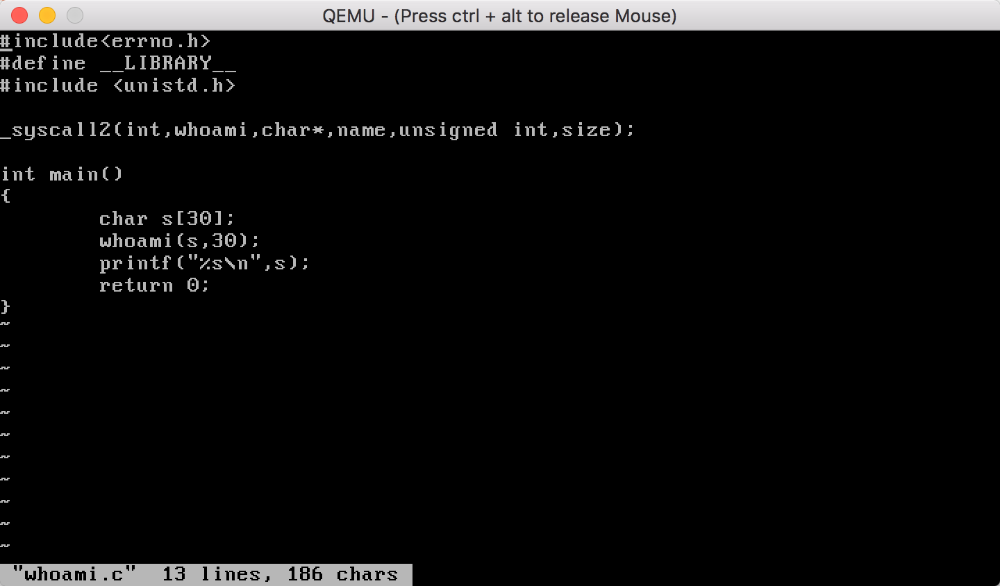 QEMU - (Press ctrl + alt to release Mouse)
#include<errno.h>
#define __LIBRARY__
#include <unistd.h>
_syscall2(int,whoami,char*,name,unsigned int,size);
int main()
{
        char s[30];
        whoami(s,30);
        printf("%s\n",s);
        return 0;
}
~
~
~
~
~
~
~
~
~
~
~
"whoami.c" 13 lines, 186 chars